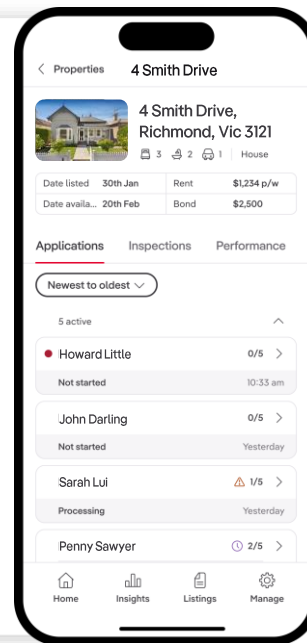 Properties 4 Smith Drive
4 Smith Drive,
Richmond, Vic 3121
3 2 1 House
Date listed 30th Jan Rent $1,234 p/w
Date availa... 20th Feb Bond $2,500
Applications Inspections Performance
Newest to oldest
5 active
Howard Little 0/5
Not started 10:33 am
John Darling 0/5
Not started Yesterday
Sarah Lui 1/5
Processing Yesterday
Penny Sawyer 2/5
Home Insights Listings Manage